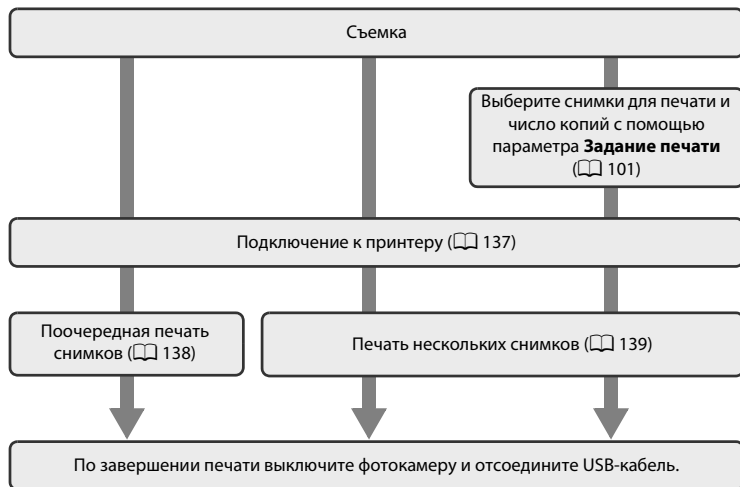 Съемка
Выберите снимки для печати и
число копий с помощью
параметра Задание печати
(101)
Подключение к принтеру (137)
Поочередная печать
снимков (138)
Печать нескольких снимков (139)
По завершении печати выключите фотокамеру и отсоедините USB-кабель.